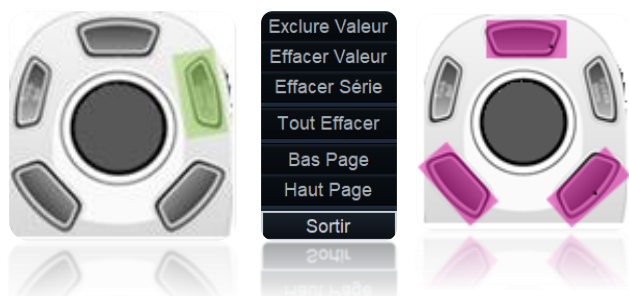 Exclure Valeur
Effacer Valeur
Effacer Série
Tout Effacer
Bas Page
Haut Page
Sortir